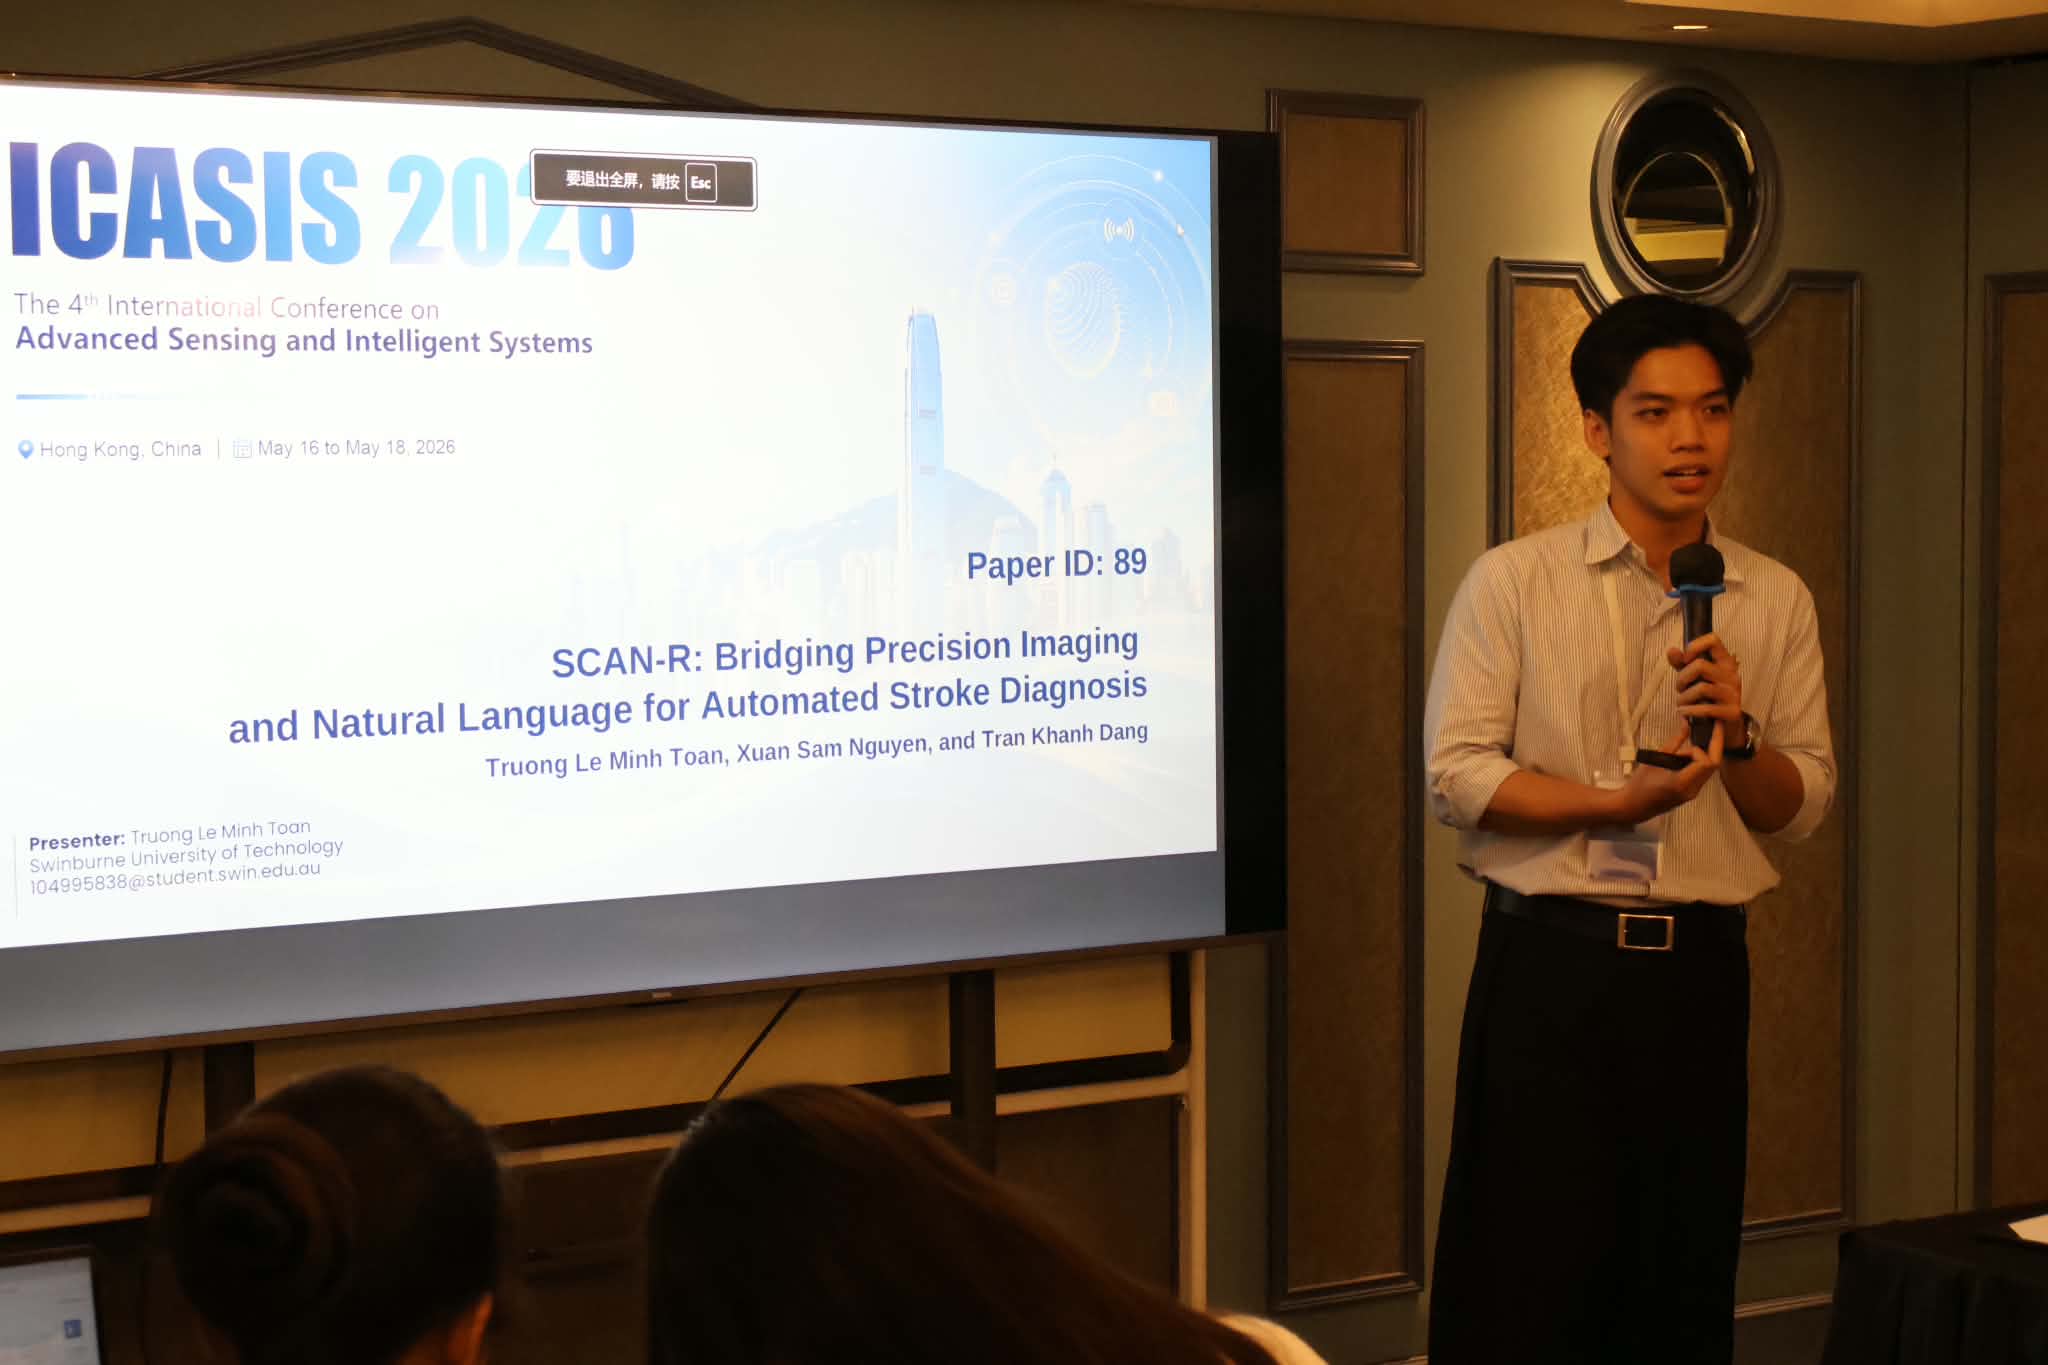 ICASIS 2026
要退出全屏，请按 Esc
The 4th International Conference on
Advanced Sensing and Intelligent Systems
Hong Kong, China | May 16 to May 18, 2026
Paper ID: 89
SCAN-R: Bridging Precision Imaging
and Natural Language for Automated Stroke Diagnosis
Truong Le Minh Toan, Xuan Sam Nguyen, and Tran Khanh Dang
Presenter: Truong Le Minh Toan
Swinburne University of Technology
104995838@student.swin.edu.au